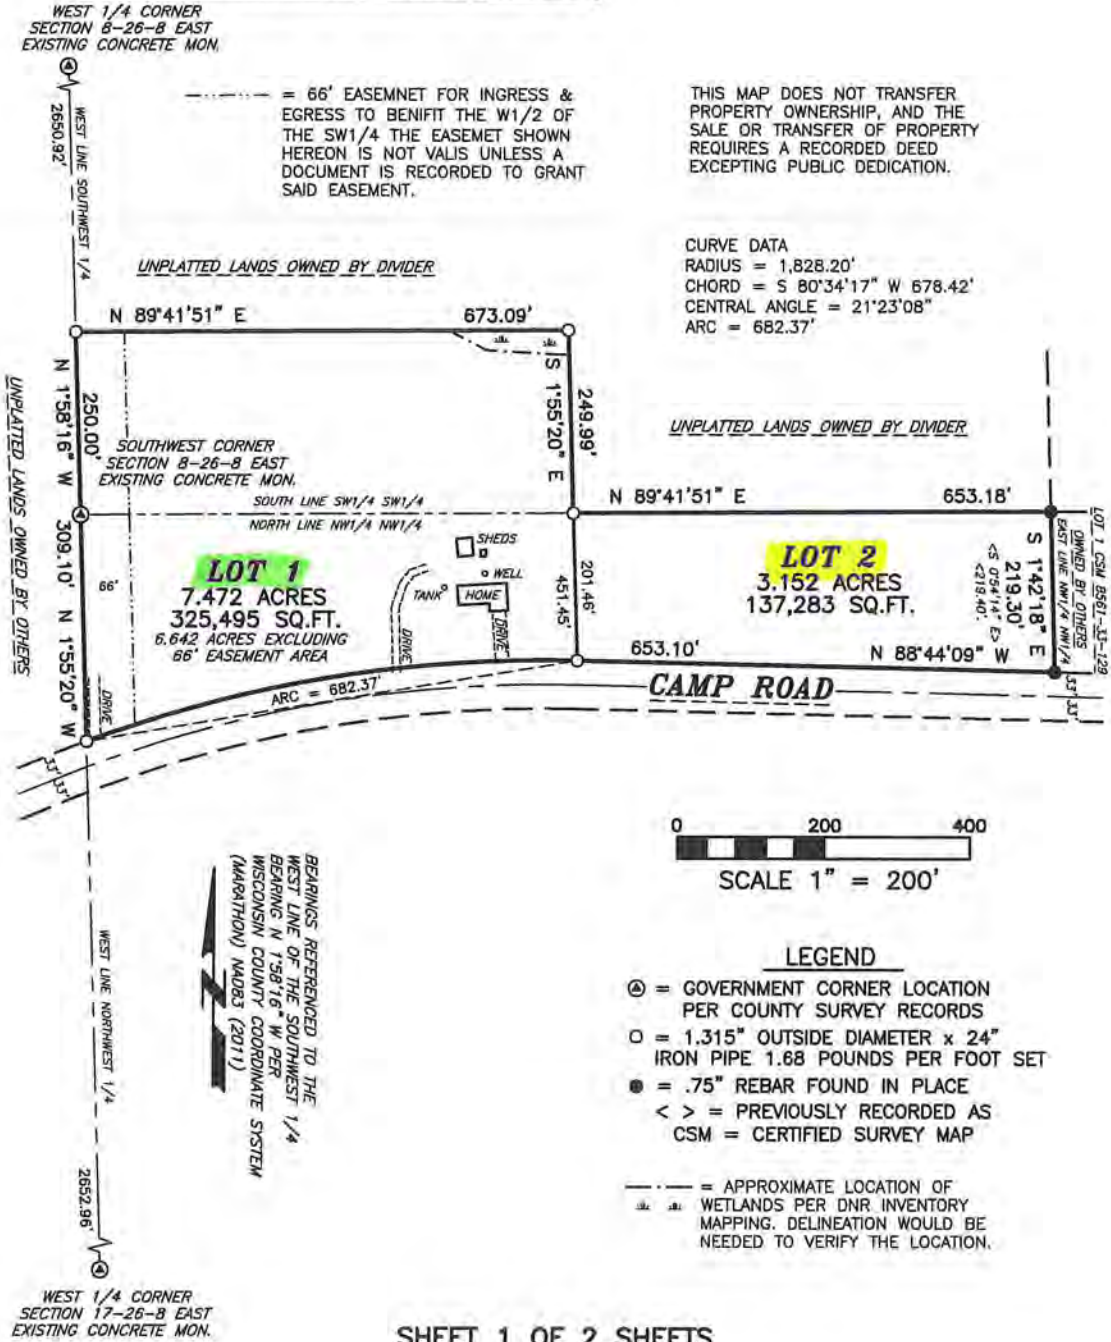 WEST 1/4 CORNER
SECTION 8-26-8 EAST
EXISTING CONCRETE MON.
2650.92'
WEST LINE SOUTHWEST 1/4
= 66' EASEMNET FOR INGRESS &
EGRESS TO BENIFIT THE W1/2 OF
THE SW1/4 THE EASEMET SHOWN
HEREON IS NOT VALIS UNLESS A
DOCUMENT IS RECORDED TO GRANT
SAID EASEMENT.
THIS MAP DOES NOT TRANSFER
PROPERTY OWNERSHIP, AND THE
SALE OR TRANSFER OF PROPERTY
REQUIRES A RECORDED DEED
EXCEPTING PUBLIC DEDICATION.
CURVE DATA
RADIUS = 1,828.20'
CHORD = S 80°34'17" W 678.42'
CENTRAL ANGLE = 21°23'08"
ARC = 682.37'
UNPLATTED LANDS OWNED BY DIVIDER
N 89°41'51" E 673.09'
UNPLATTED LANDS OWNED BY OTHERS
N 1°58'16" W
250.00'
S 1°55'20" E
249.99'
SOUTHWEST CORNER
SECTION 8-26-8 EAST
EXISTING CONCRETE MON.
UNPLATTED LANDS OWNED BY DIVIDER
SOUTH LINE SW1/4 SW1/4
NORTH LINE NW1/4 NW1/4
N 89°41'51" E 653.18'
309.10' N 1°55'20" W
66'
LOT 1
7.472 ACRES
325,495 SQ.FT.
6.642 ACRES EXCLUDING
66' EASEMENT AREA
SHEDS
WELL
TANK
HOME
DRIVE
DRIVE
DRIVE
201.46'
451.45'
LOT 2
3.152 ACRES
137,283 SQ.FT.
S 1°42'18" E
219.30'
<S 0°54'14" E>
<219.40'>
EAST LINE NW1/4 NW1/4
OWNED BY OTHERS
LOT 1 CSM 8561-33-129
653.10' N 88°44'09" W
ARC = 682.37'
CAMP ROAD
33' 33'
33' 33'
0 200 400
SCALE 1" = 200'
BEARINGS REFERENCED TO THE
WEST LINE OF THE SOUTHWEST 1/4
BEARING N 1°58'16" W PER
WISCONSIN COUNTY COORDINATE SYSTEM
(MARATHON) NAD83 (2011)
N
WEST LINE NORTHWEST 1/4
2652.96'
LEGEND
= GOVERNMENT CORNER LOCATION
PER COUNTY SURVEY RECORDS
= 1.315" OUTSIDE DIAMETER x 24"
IRON PIPE 1.68 POUNDS PER FOOT SET
= .75" REBAR FOUND IN PLACE
< > = PREVIOUSLY RECORDED AS
CSM = CERTIFIED SURVEY MAP
= APPROXIMATE LOCATION OF
WETLANDS PER DNR INVENTORY
MAPPING. DELINEATION WOULD BE
NEEDED TO VERIFY THE LOCATION.
WEST 1/4 CORNER
SECTION 17-26-8 EAST
EXISTING CONCRETE MON.
SHEET 1 OF 2 SHEETS